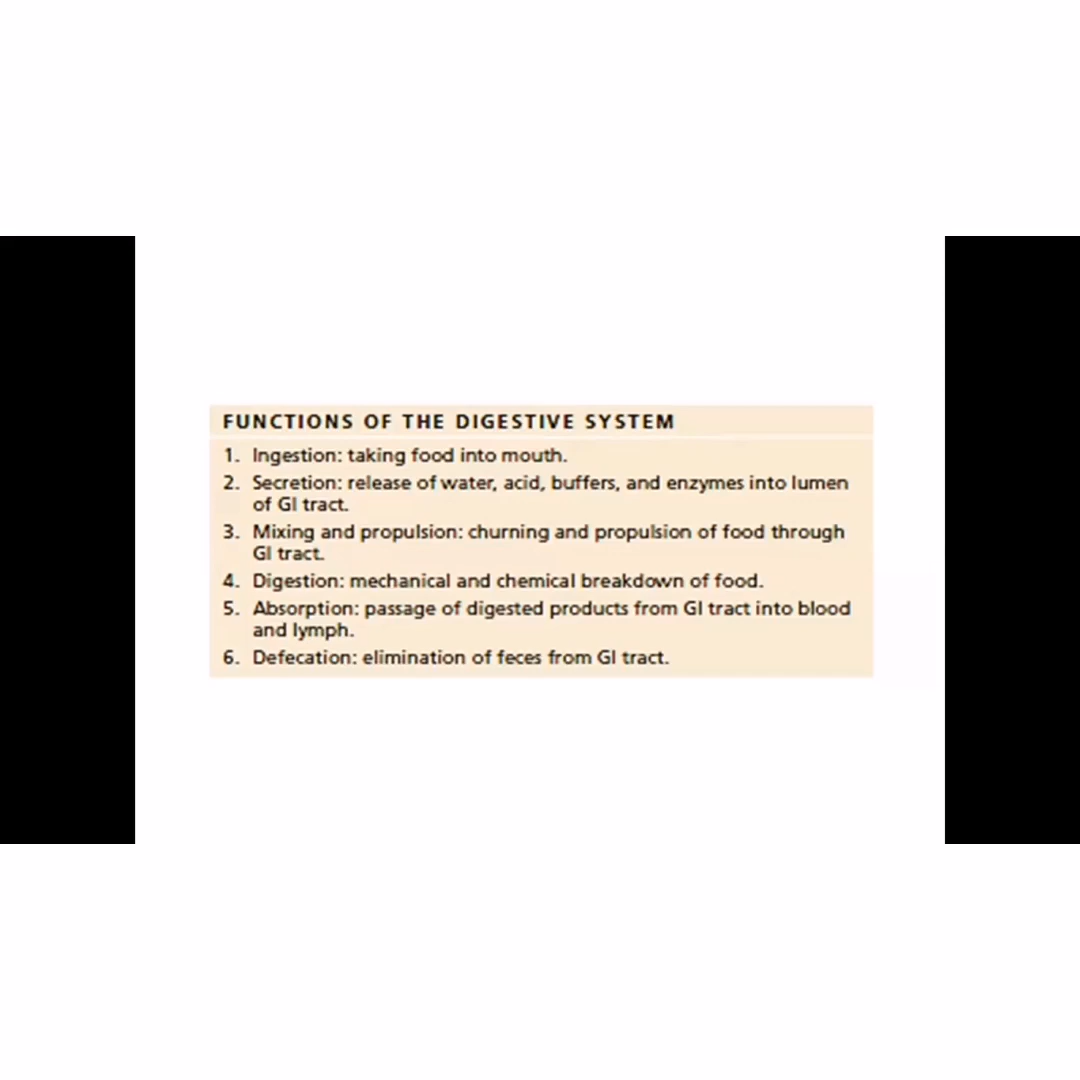 FUNCTIONS OF THE DIGESTIVE SYSTEM
1. Ingestion: taking food into mouth.
2. Secretion: release of water, acid, buffers, and enzymes into lumen
of GI tract.
3. Mixing and propulsion: churning and propulsion of food through
GI tract.
4. Digestion: mechanical and chemical breakdown of food.
5. Absorption: passage of digested products from GI tract into blood
and lymph.
6. Defecation: elimination of feces from GI tract.